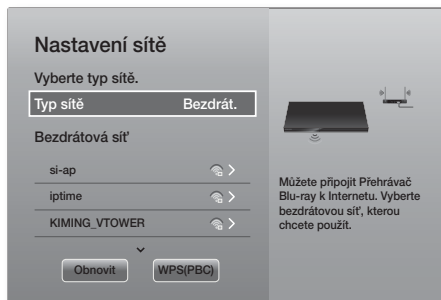 Nastavení sítě
Vyberte typ sítě.
Typ sítě Bezdrát.
Bezdrátová síť
si-ap
iptime
KIMING_VTOWER
Obnovit WPS(PBC)
Můžete připojit Přehrávač
Blu-ray k Internetu. Vyberte
bezdrátovou síť, kterou
chcete použít.